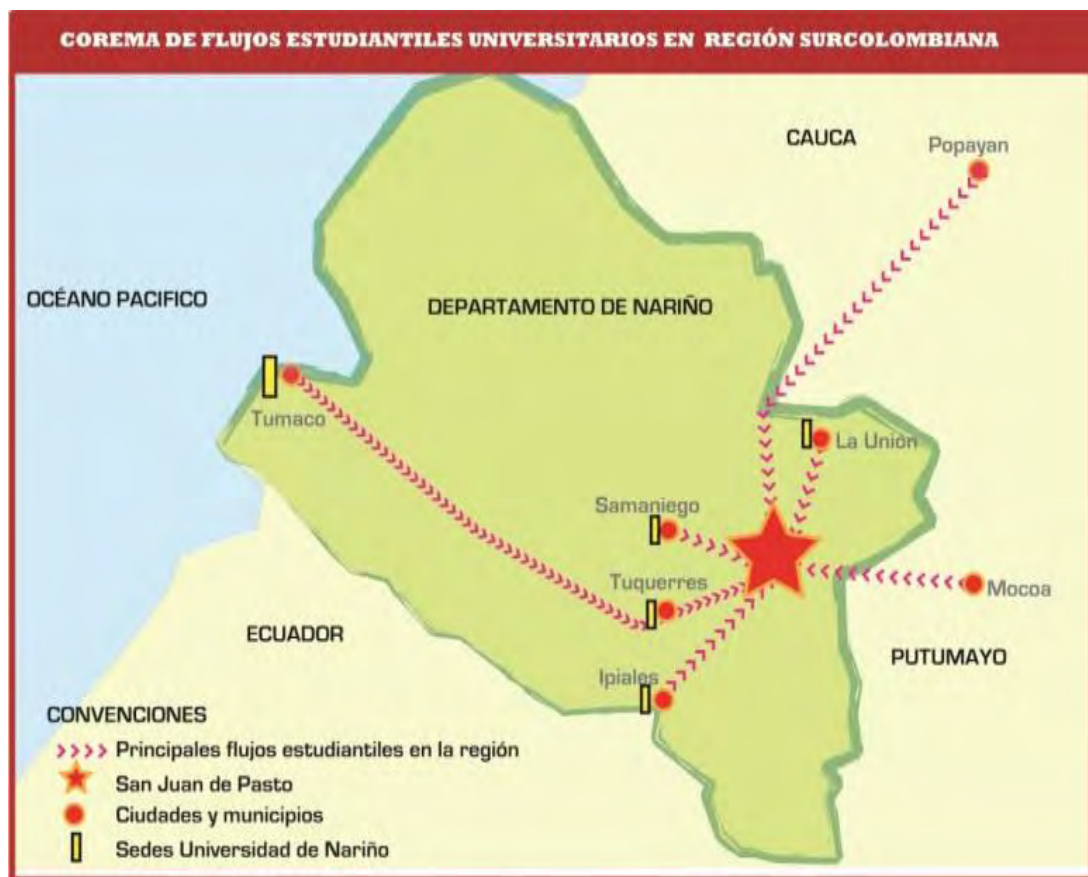 COREMA DE FLUJOS ESTUDIANTILES UNIVERSITARIOS EN REGIÓN SURCOLOMBIANA
CAUCA
Popayan
OCÉANO PACIFICO
DEPARTAMENTO DE NARIÑO
Tumaco
La Unión
Samaniego
Tuquerres
Mocoa
ECUADOR
PUTUMAYO
Ipiales
CONVENCIONES
Principales flujos estudiantiles en la región
San Juan de Pasto
Ciudades y municipios
Sedes Universidad de Nariño